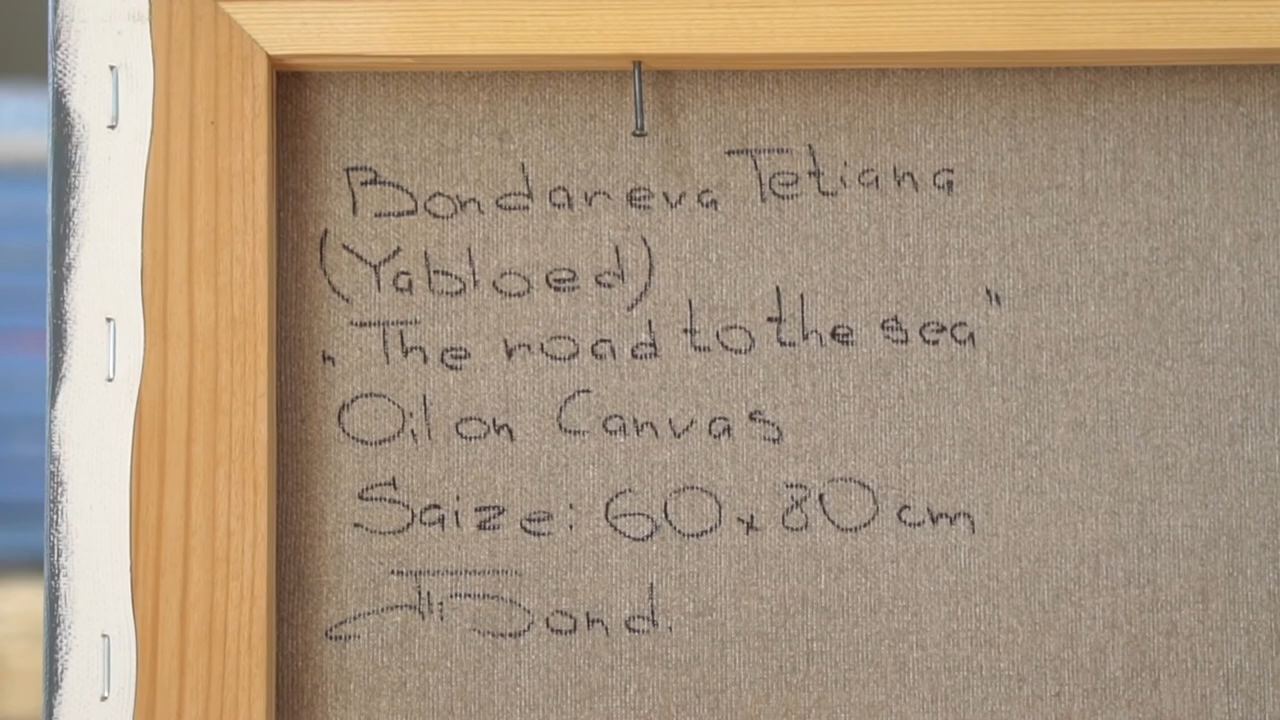 Bondareva Tetiana
(Yabloed)
„The road to the sea"
Oil on Canvas
Saize: 60x80 cm
Bond.